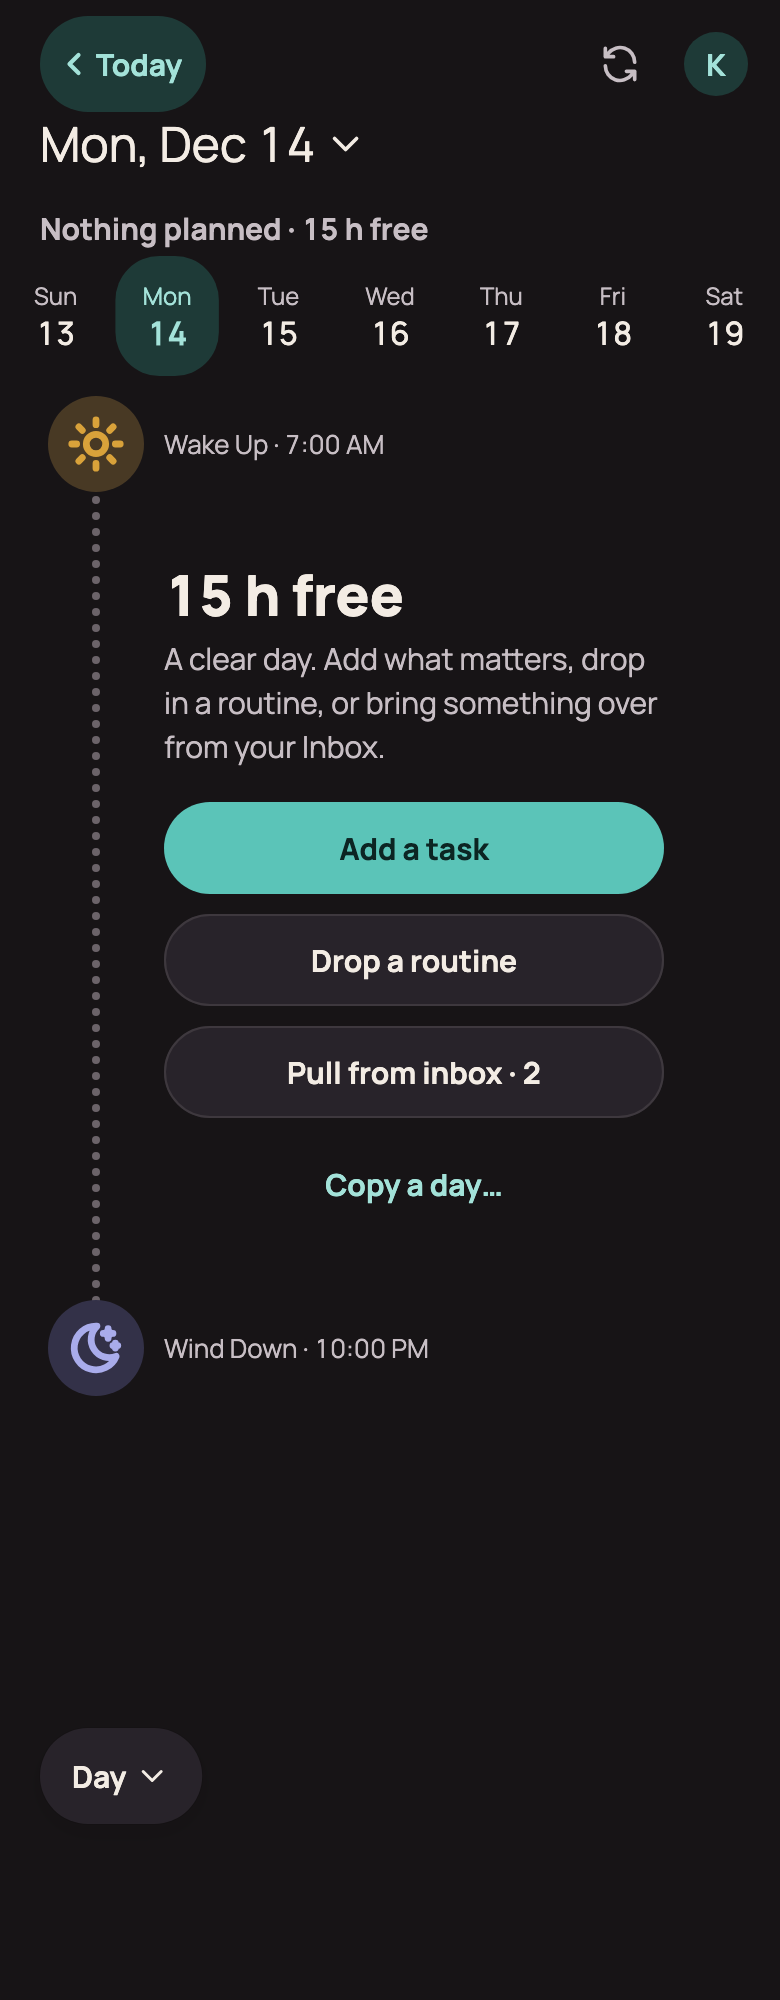 Today
K
Mon, Dec 14
Nothing planned · 15 h free
Sun Mon Tue Wed Thu Fri Sat
13 14 15 16 17 18 19
Wake Up · 7:00 AM
15 h free
A clear day. Add what matters, drop
in a routine, or bring something over
from your Inbox.
Add a task
Drop a routine
Pull from inbox · 2
Copy a day...
Wind Down · 10:00 PM
Day